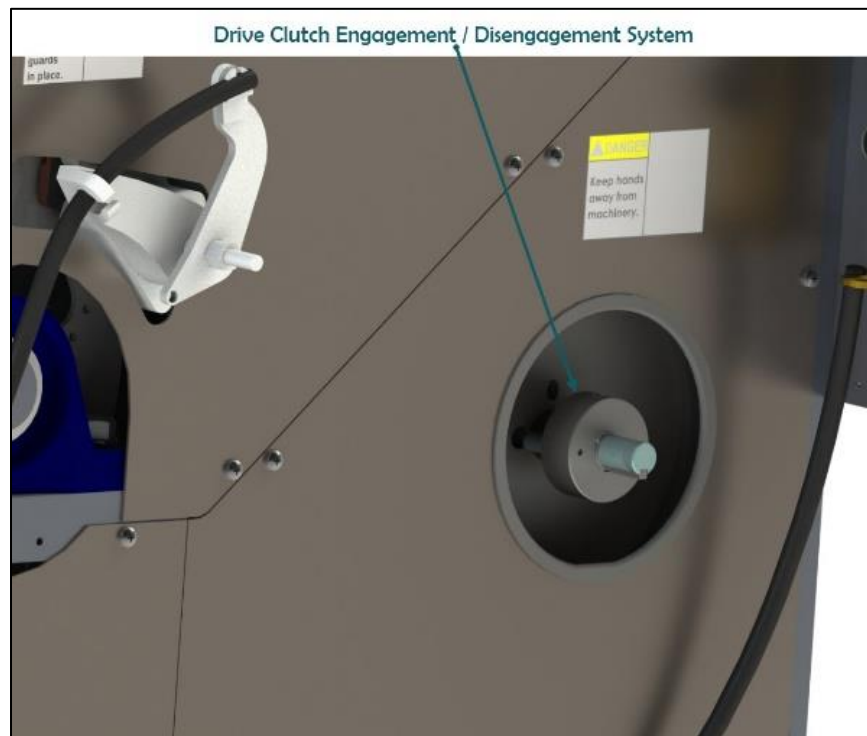 Drive Clutch Engagement / Disengagement System
guards
in place.
DANGER
Keep hands
away from
machinery.